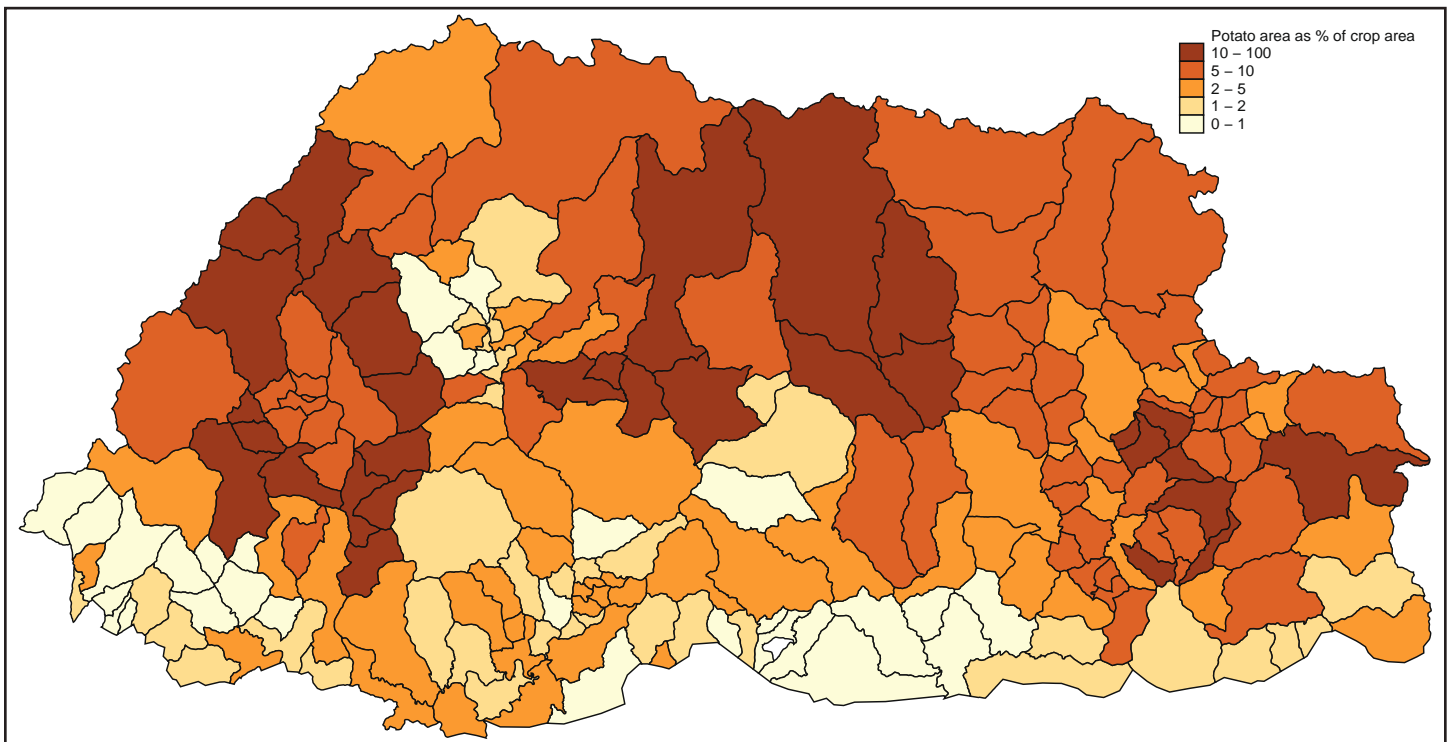 Potato area as % of crop area
10 – 100
5 – 10
2 – 5
1 – 2
0 – 1